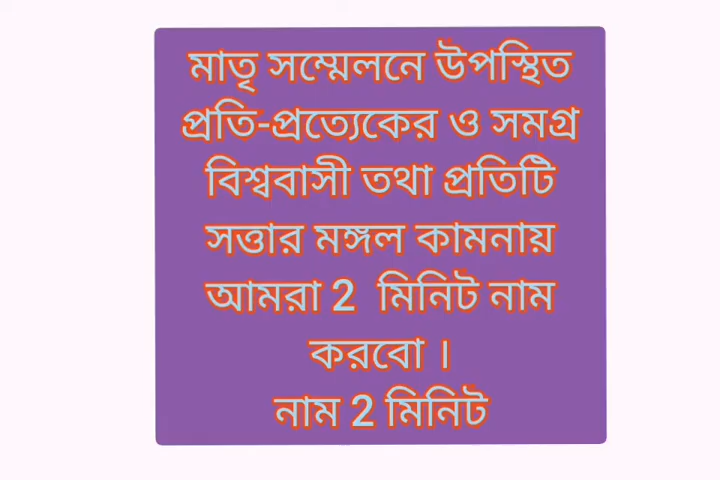 মাতৃ সম্মেলনে উপস্থিত
প্রতি-প্রত্যেকের ও সমগ্র
বিশ্ববাসী তথা প্রতিটি
সত্তার মঙ্গল কামনায়
আমরা 2 মিনিট নাম
করবো ।
নাম 2 মিনিট